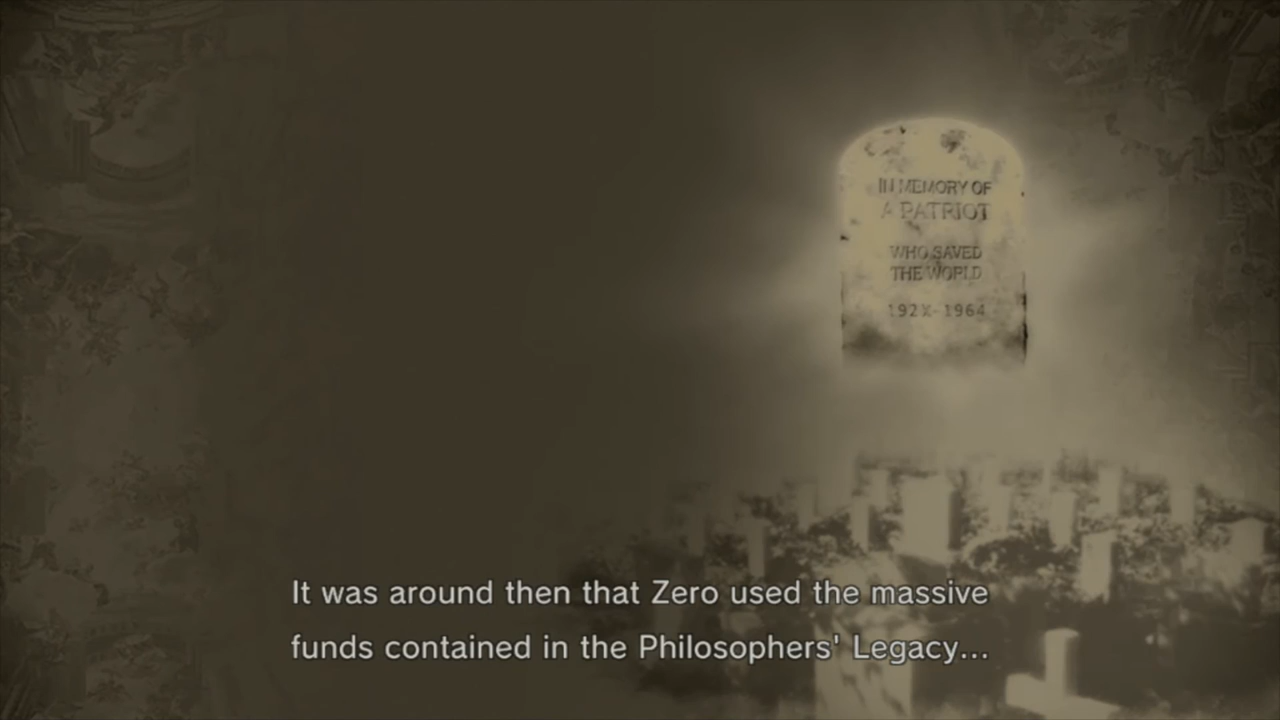 IN MEMORY OF
A PATRIOT
WHO SAVED
THE WORLD
192X-1964
It was around then that Zero used the massive
funds contained in the Philosophers' Legacy...